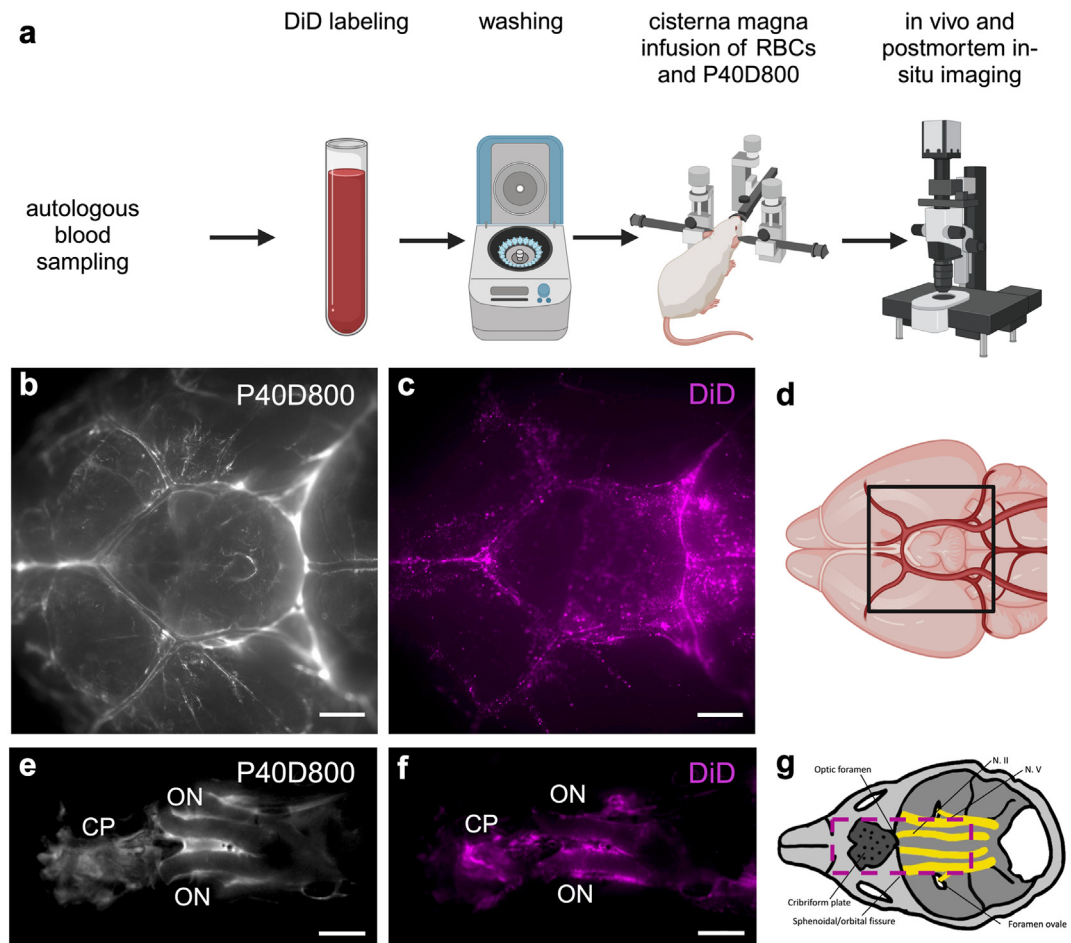 a
DiD labeling
washing
cisterna magna
infusion of RBCs
and P40D800
in vivo and
postmortem in-
situ imaging
autologous
blood
sampling
b
P40D800
c
DiD
d
e
P40D800
ON
CP
ON
f
DiD
ON
CP
ON
g
Optic foramen
N. II
N. V
Cribriform plate
Sphenoidal/orbital fissure
Foramen ovale